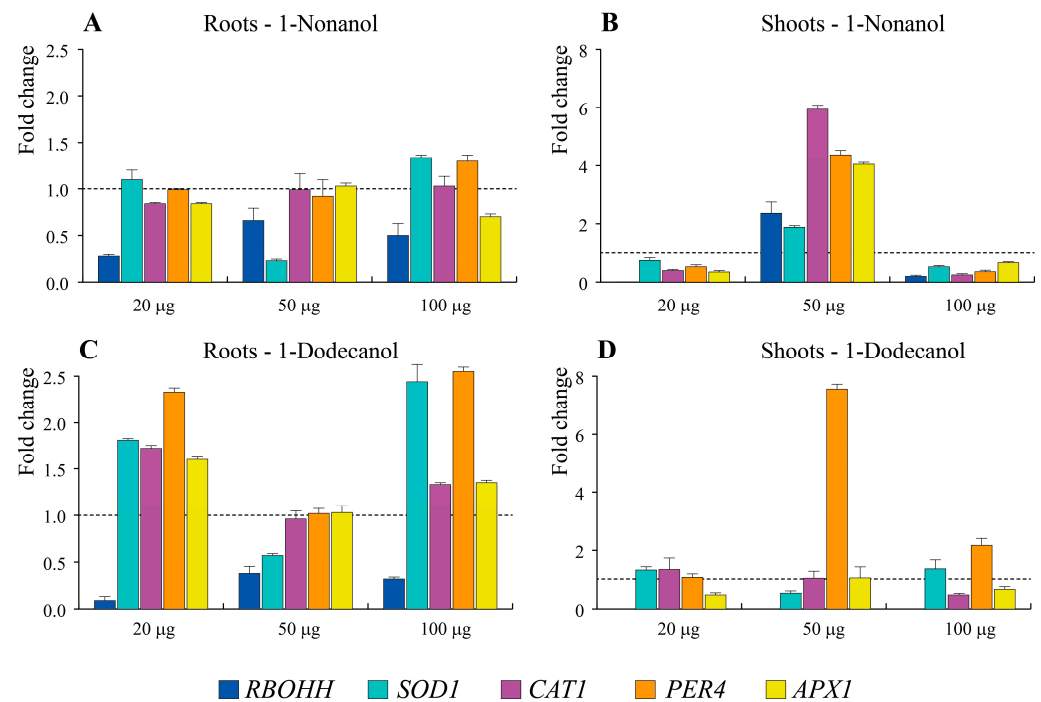 A Roots - 1-Nonanol
Fold change
2.5
2.0
1.5
1.0
0.5
0.0
20 µg 50 µg 100 µg
B Shoots - 1-Nonanol
Fold change
8
6
4
2
0
20 µg 50 µg 100 µg
C Roots - 1-Dodecanol
Fold change
2.5
2.0
1.5
1.0
0.5
0.0
20 µg 50 µg 100 µg
D Shoots - 1-Dodecanol
Fold change
8
6
4
2
0
20 µg 50 µg 100 µg
RBOHH SOD1 CAT1 PER4 APX1